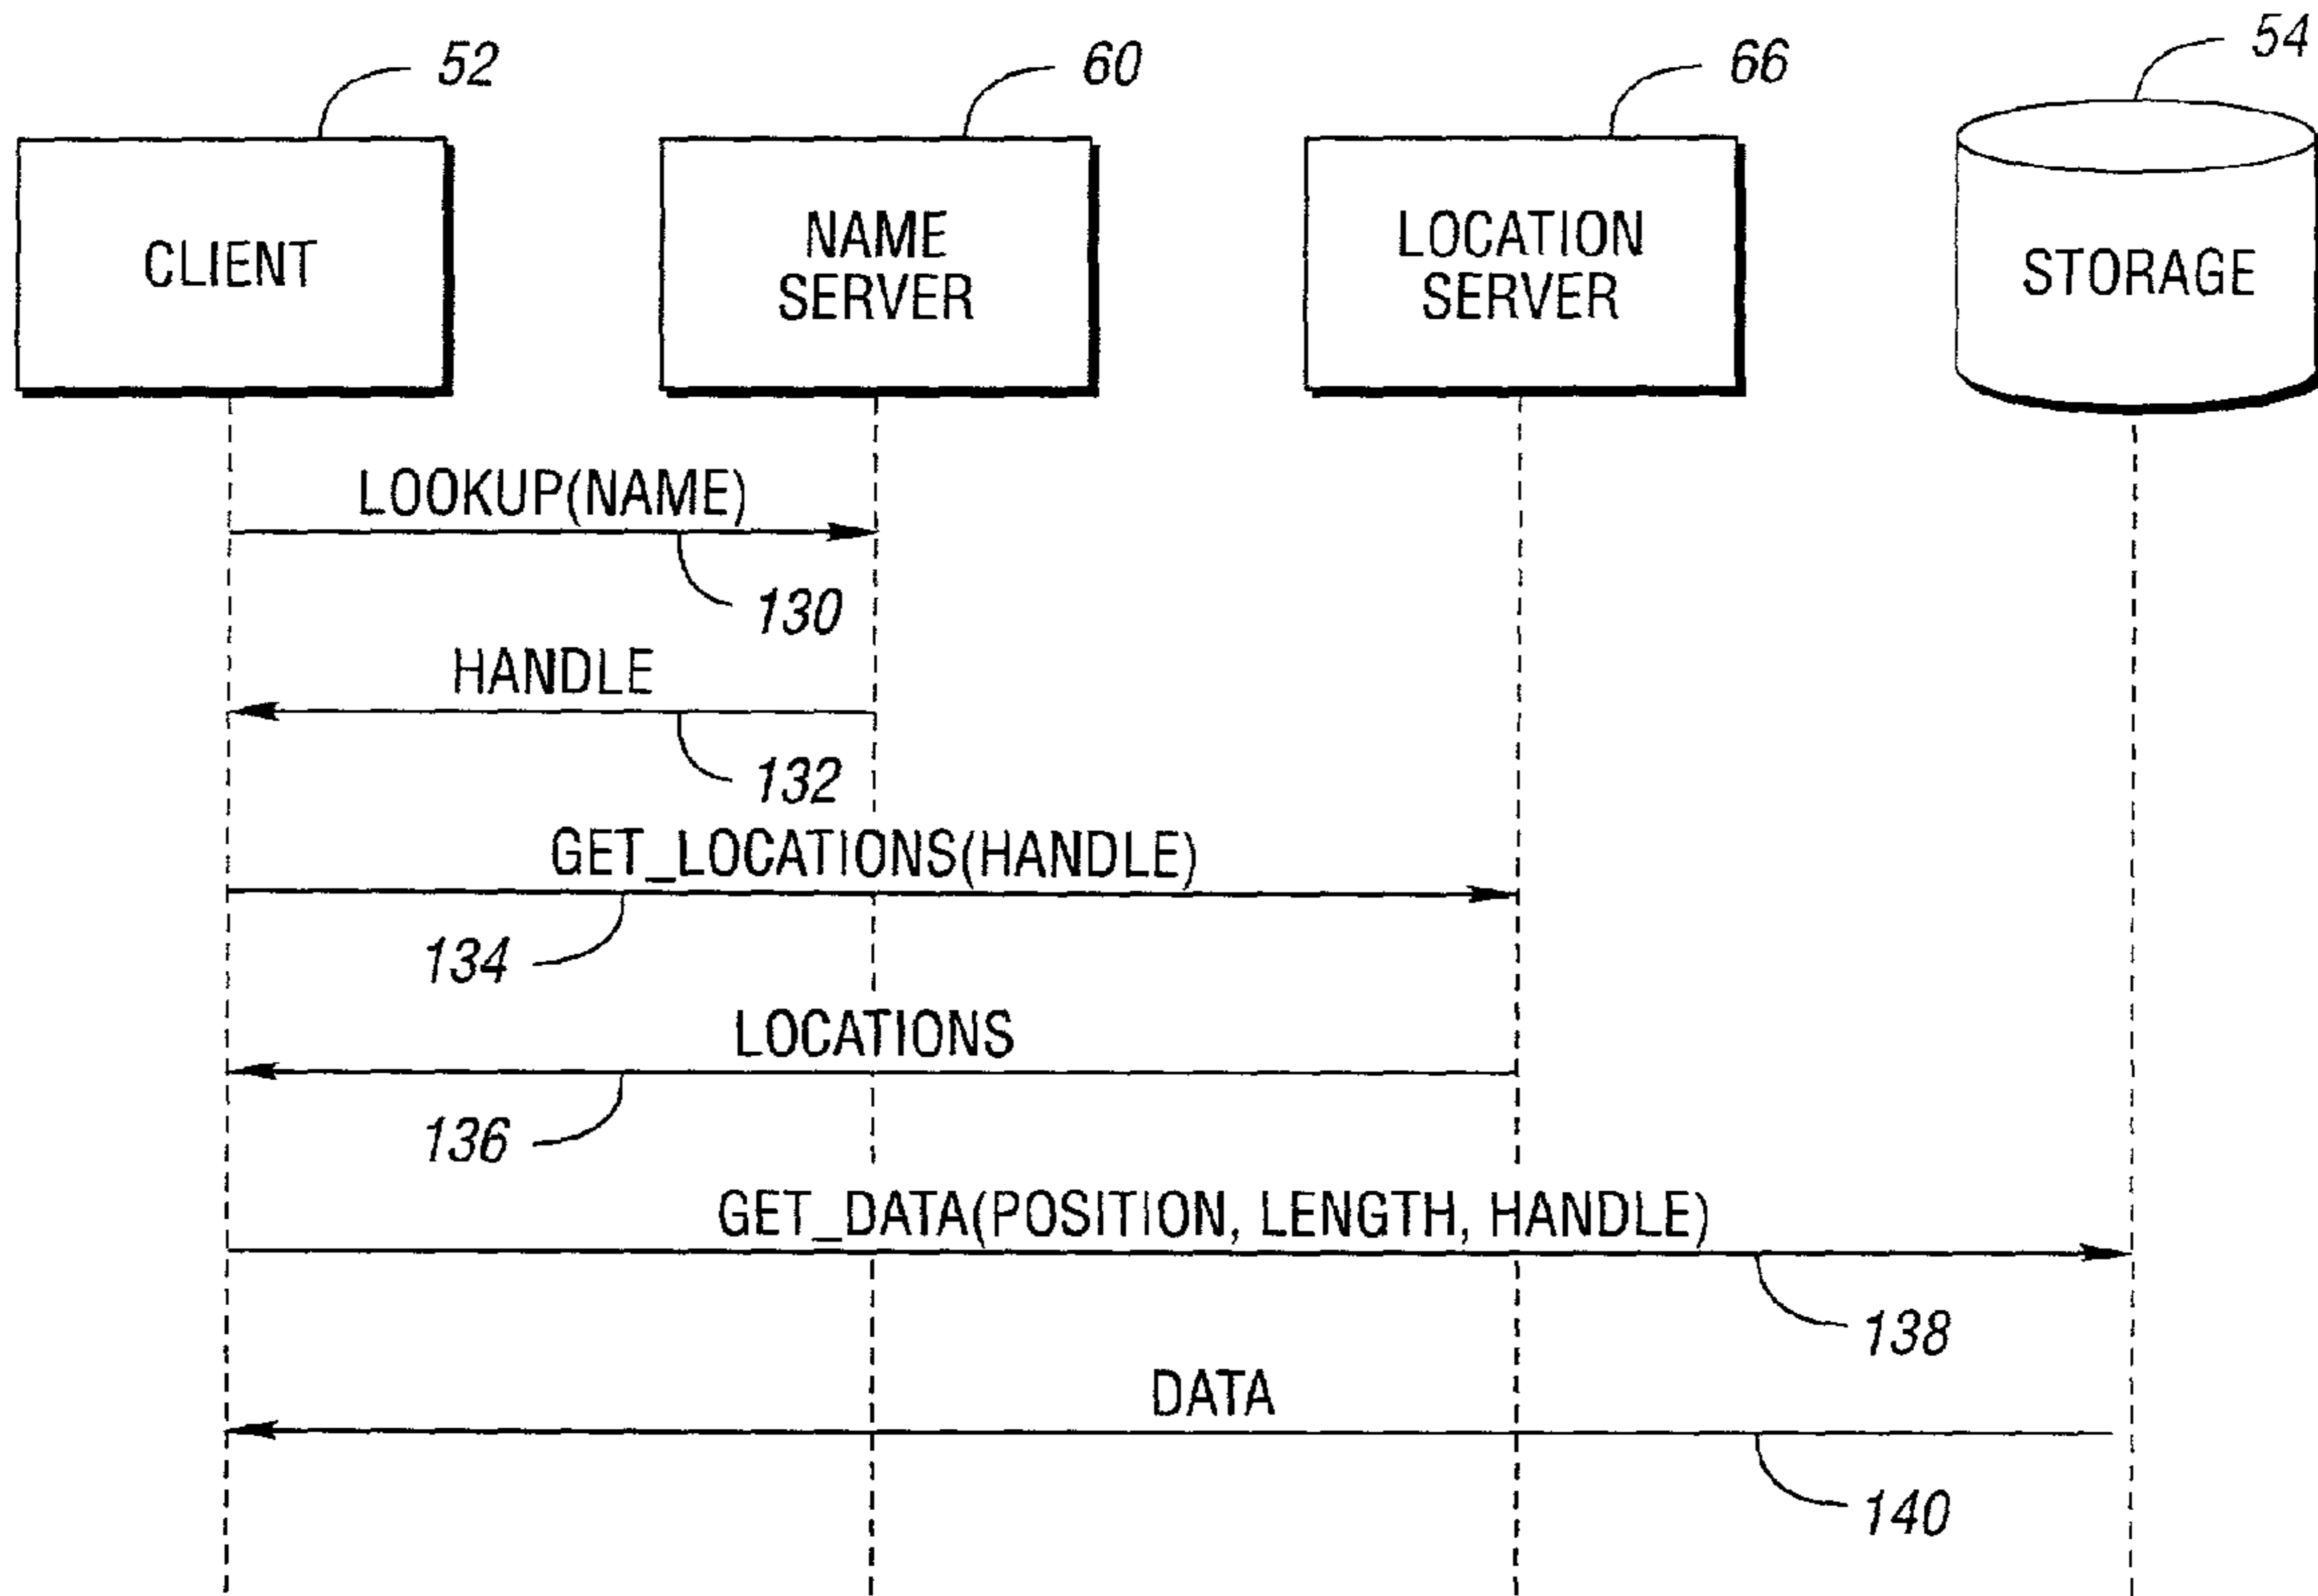 52
60
66
54
CLIENT
NAME
SERVER
LOCATION
SERVER
STORAGE
LOOKUP(NAME)
130
HANDLE
132
GET_LOCATIONS(HANDLE)
134
LOCATIONS
136
GET_DATA(POSITION, LENGTH, HANDLE)
138
DATA
140